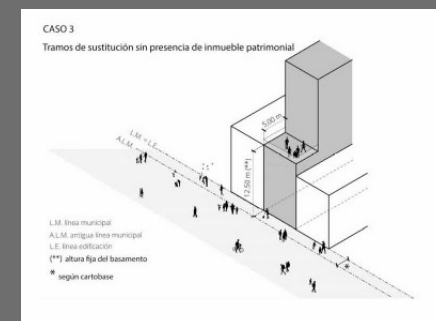 CASO 3
Tramos de sustitución sin presencia de inmueble patrimonial
5.00 m
12.50 m (**)
L.M. = L.E.
A.L.M.
L.M. línea municipal
A.L.M. antigua línea municipal
L.E. línea edificación
(**) altura fija del basamento
* según cartobase
*